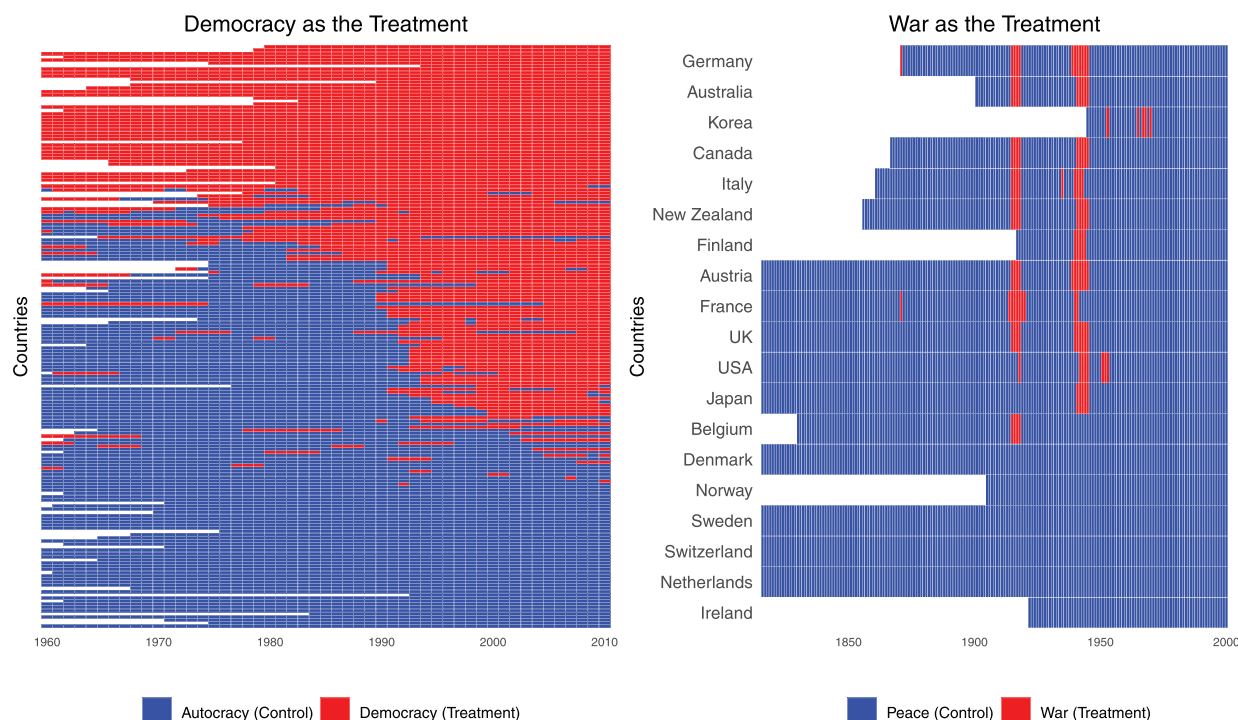 Democracy as the Treatment
Countries
1960 1970 1980 1990 2000 2010
Autocracy (Control) Democracy (Treatment)
War as the Treatment
Countries
Germany
Australia
Korea
Canada
Italy
New Zealand
Finland
Austria
France
UK
USA
Japan
Belgium
Denmark
Norway
Sweden
Switzerland
Netherlands
Ireland
1850 1900 1950 2000
Peace (Control) War (Treatment)